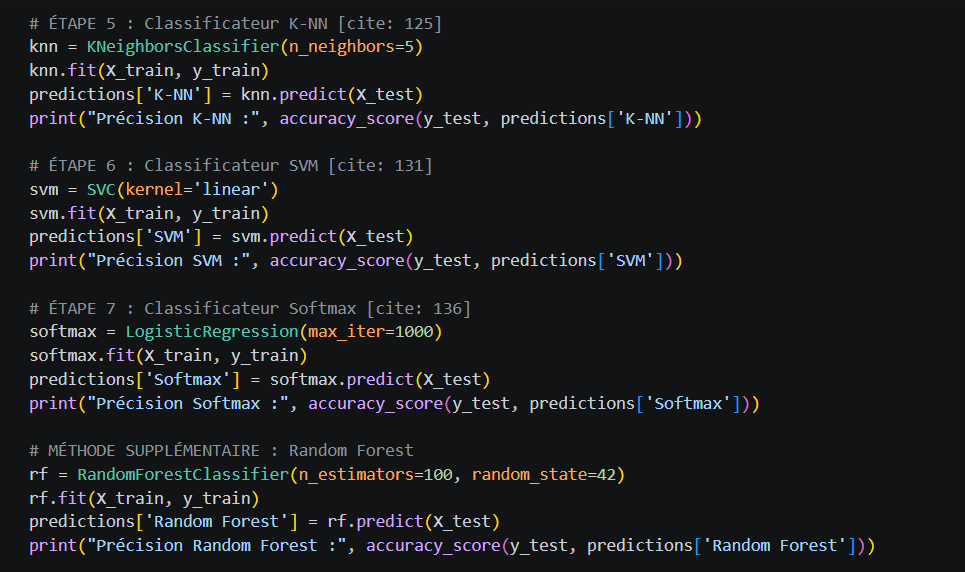 # ÉTAPE 5 : Classificateur K-NN [cite: 125]
knn = KNeighborsClassifier(n_neighbors=5)
knn.fit(X_train, y_train)
predictions['K-NN'] = knn.predict(X_test)
print("Précision K-NN :", accuracy_score(y_test, predictions['K-NN']))
# ÉTAPE 6 : Classificateur SVM [cite: 131]
svm = SVC(kernel='linear')
svm.fit(X_train, y_train)
predictions['SVM'] = svm.predict(X_test)
print("Précision SVM :", accuracy_score(y_test, predictions['SVM']))
# ÉTAPE 7 : Classificateur Softmax [cite: 136]
softmax = LogisticRegression(max_iter=1000)
softmax.fit(X_train, y_train)
predictions['Softmax'] = softmax.predict(X_test)
print("Précision Softmax :", accuracy_score(y_test, predictions['Softmax']))
# MÉTHODE SUPPLÉMENTAIRE : Random Forest
rf = RandomForestClassifier(n_estimators=100, random_state=42)
rf.fit(X_train, y_train)
predictions['Random Forest'] = rf.predict(X_test)
print("Précision Random Forest :", accuracy_score(y_test, predictions['Random Forest']))